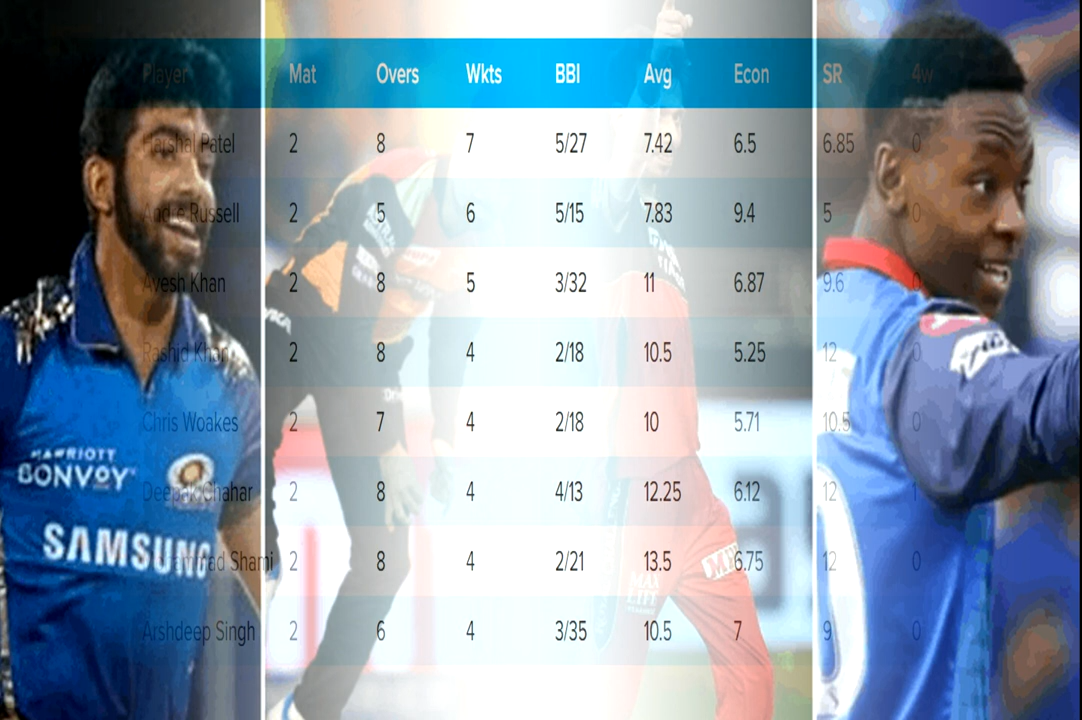 Player Mat Overs Wkts BBI Avg Econ SR 4w
Harshal Patel 2 8 7 5/27 7.42 6.5 6.85 0
Andre Russell 2 5 6 5/15 7.83 9.4 5 0
Avesh Khan 2 8 5 3/32 11 6.87 9.6 0
Rashid Khan 2 8 4 2/18 10.5 5.25 12 0
Chris Woakes 2 7 4 2/18 10 5.71 10.5 0
Deepak Chahar 2 8 4 4/13 12.25 6.12 12 1
Shami 2 8 4 2/21 13.5 6.75 12 0
Arshdeep Singh 2 6 4 3/35 10.5 7 9 0
MARRIOTT
BONVOY
SAMSUNG
MAX
LIFE